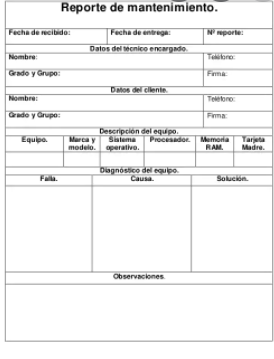 Reporte de mantenimiento.
Fecha de recibido: Fecha de entrega: Nº reporte:
Datos del técnico encargado.
Nombre: Teléfono:
Grado y Grupo: Firma:
Datos del cliente.
Nombre: Teléfono:
Grado y Grupo: Firma:
Descripción del equipo.
Equipo. Marca y modelo. Sistema operativo. Procesador. Memoria RAM. Tarjeta Madre.
Diagnóstico del equipo.
Falla. Causa. Solución.
Observaciones.